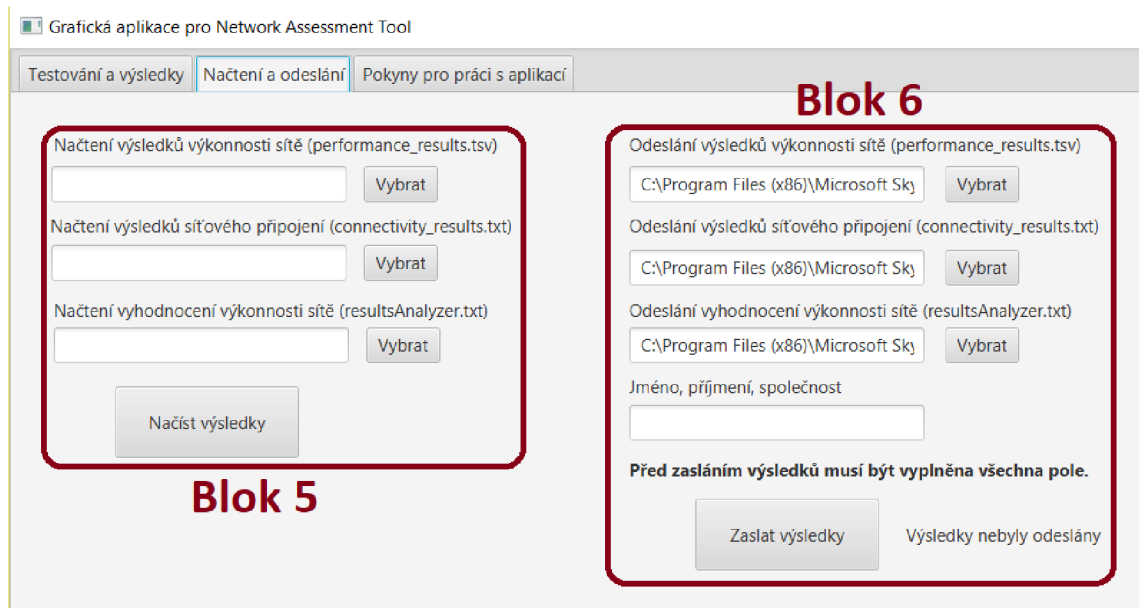 Grafická aplikace pro Network Assessment Tool
Testování a výsledky
Načtení a odeslání
Pokyny pro práci s aplikací
Blok 5
Načtení výsledků výkonnosti sítě (performance_results.tsv)
Vybrat
Načtení výsledků síťového připojení (connectivity_results.txt)
Vybrat
Načtení vyhodnocení výkonnosti sítě (resultsAnalyzer.txt)
Vybrat
Načíst výsledky
Blok 6
Odeslání výsledků výkonnosti sítě (performance_results.tsv)
C:\Program Files (x86)\Microsoft Sky
Vybrat
Odeslání výsledků síťového připojení (connectivity_results.txt)
C:\Program Files (x86)\Microsoft Sky
Vybrat
Odeslání vyhodnocení výkonnosti sítě (resultsAnalyzer.txt)
C:\Program Files (x86)\Microsoft Sky
Vybrat
Jméno, příjmení, společnost
Před zasláním výsledků musí být vyplněna všechna pole.
Zaslat výsledky
Výsledky nebyly odeslány